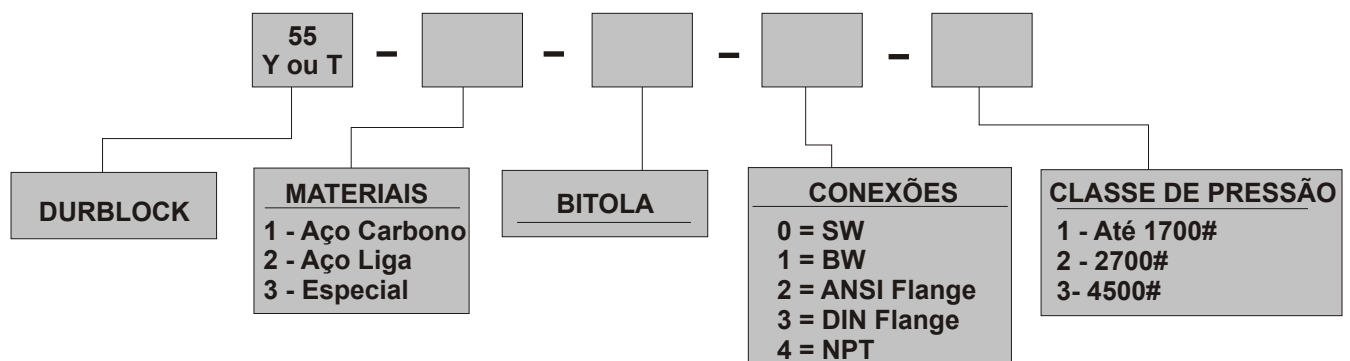 55
Y ou T
–
–
–
–
DURBLOCK
MATERIAIS
1 - Aço Carbono
2 - Aço Liga
3 - Especial
BITOLA
CONEXÕES
0 = SW
1 = BW
2 = ANSI Flange
3 = DIN Flange
4 = NPT
CLASSE DE PRESSÃO
1 - Até 1700#
2 - 2700#
3- 4500#